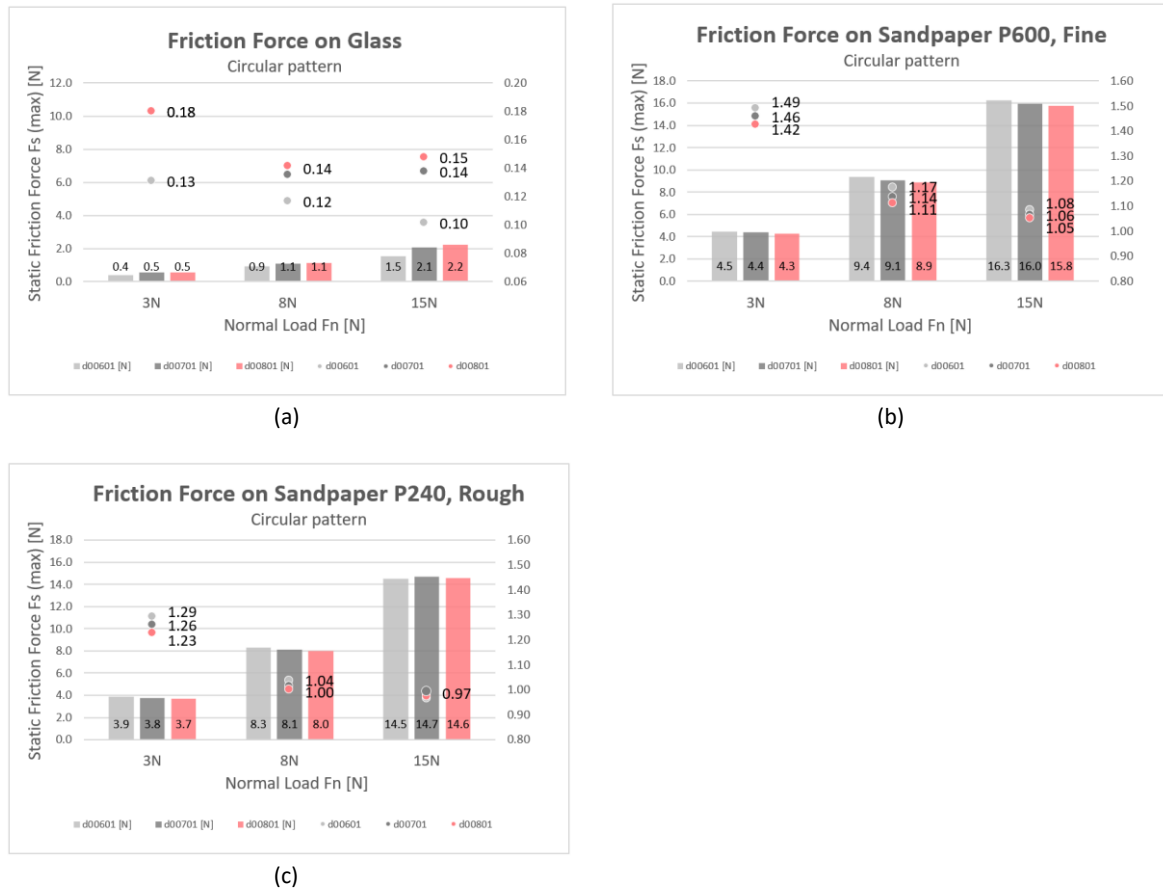 Friction Force on Glass
Circular pattern
Static Friction Force Fs (max) [N]
12.0
10.0
8.0
6.0
4.0
2.0
0.0
0.20
0.18
0.16
0.14
0.12
0.10
0.08
0.06
0.18
0.13
0.14
0.12
0.15
0.14
0.10
0.4 0.5 0.5
0.9 1.1 1.1
1.5 2.1 2.2
3N 8N 15N
Normal Load Fn [N]
d00601 [N] d00701 [N] d00801 [N] d00601 d00701 d00801
(a)
Friction Force on Sandpaper P600, Fine
Circular pattern
Static Friction Force Fs (max) [N]
18.0
16.0
14.0
12.0
10.0
8.0
6.0
4.0
2.0
0.0
1.60
1.50
1.40
1.30
1.20
1.10
1.00
0.90
0.80
1.49
1.46
1.42
1.17
1.14
1.11
1.08
1.06
1.05
4.5 4.4 4.3
9.4 9.1 8.9
16.3 16.0 15.8
3N 8N 15N
Normal Load Fn [N]
d00601 [N] d00701 [N] d00801 [N] d00601 d00701 d00801
(b)
Friction Force on Sandpaper P240, Rough
Circular pattern
Static Friction Force Fs (max) [N]
18.0
16.0
14.0
12.0
10.0
8.0
6.0
4.0
2.0
0.0
1.60
1.50
1.40
1.30
1.20
1.10
1.00
0.90
0.80
1.29
1.26
1.23
1.04
1.00
0.97
3.9 3.8 3.7
8.3 8.1 8.0
14.5 14.7 14.6
3N 8N 15N
Normal Load Fn [N]
d00601 [N] d00701 [N] d00801 [N] d00601 d00701 d00801
(c)